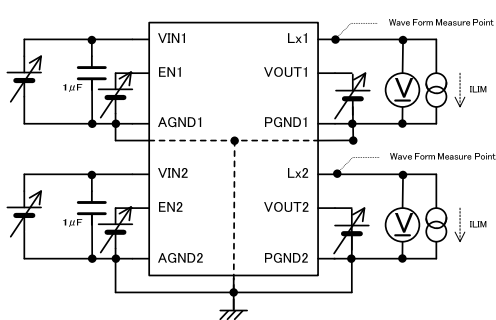 Wave Form Measure Point
VIN1
Lx1
EN1
VOUT1
V
ILIM
1μF
AGND1
PGND1
Wave Form Measure Point
VIN2
Lx2
EN2
VOUT2
V
ILIM
1μF
AGND2
PGND2